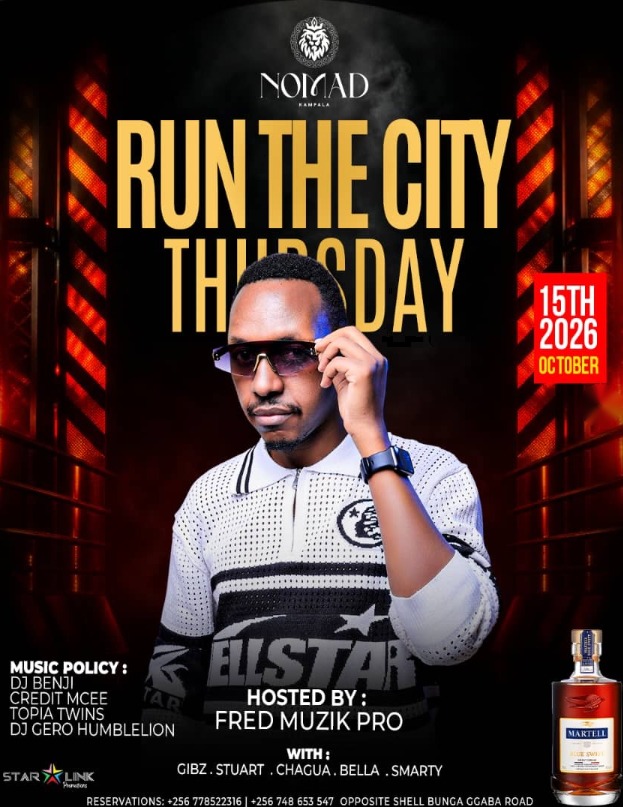 NOMAD
KAMPALA
RUN THE CITY
THURSDAY
15TH
2026
OCTOBER
ELLSTAR
TAR
MUSIC POLICY :
DJ BENJI
CREDIT MCEE
TOPIA TWINS
DJ GERO HUMBLELION
HOSTED BY :
FRED MUZIK PRO
WITH :
GIBZ . STUART . CHAGUA . BELLA . SMARTY
MARTELL
STAR LINK
Promotions
RESERVATIONS: +256 778522316 | +256 748 653 547 OPPOSITE SHELL BUNGA GGABA ROAD